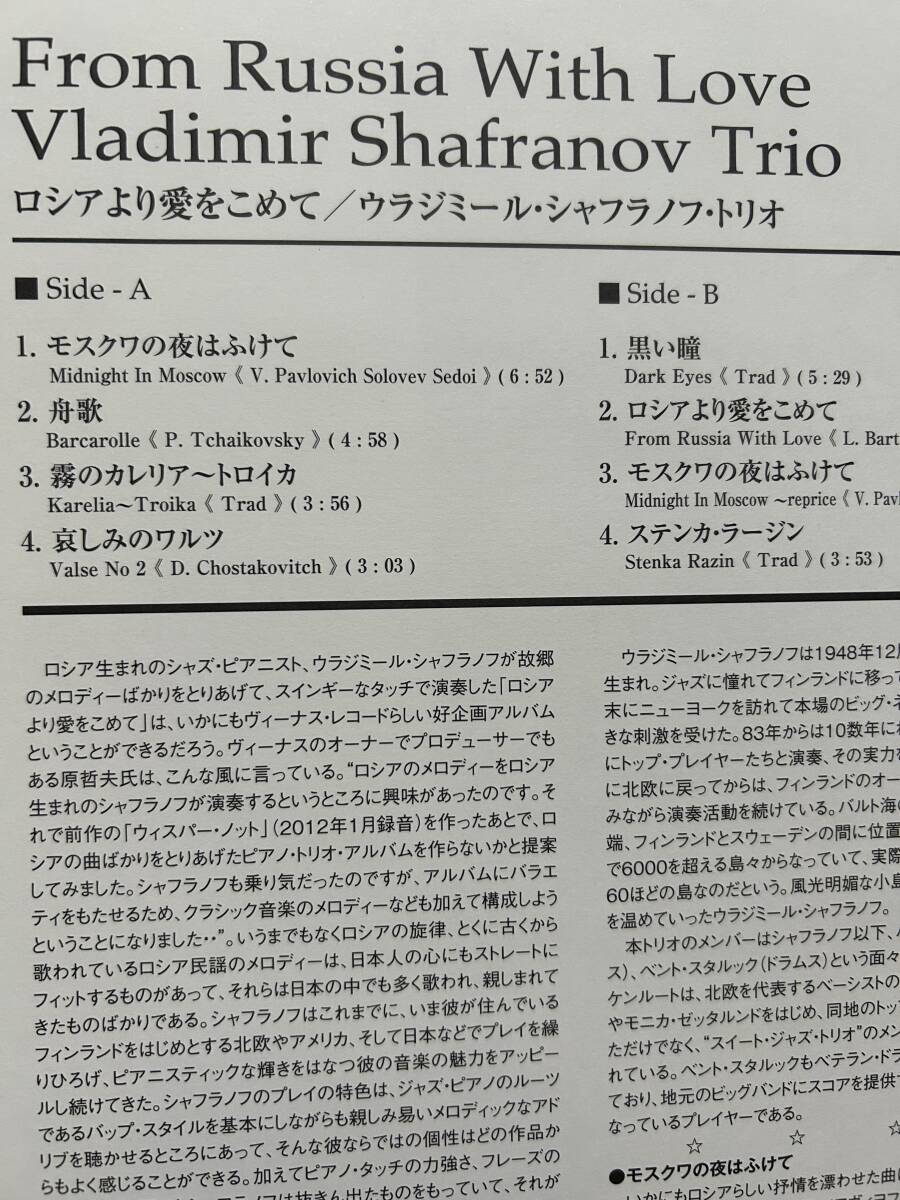 From Russia With Love
Vladimir Shafranov Trio
ロシアより愛をこめて／ウラジミール・シャフラノフ・トリオ
■ Side - A
1. モスクワの夜はふけて
Midnight In Moscow《 V. Pavlovich Solovev Sedoi 》( 6 : 52 )
2. 舟歌
Barcarolle《 P. Tchaikovsky 》( 4 : 58 )
3. 霧のカレリア〜トロイカ
Karelia〜Troika《 Trad 》( 3 : 56 )
4. 哀しみのワルツ
Valse No 2《 D. Chostakovitch 》( 3 : 03 )
■ Side - B
1. 黒い瞳
Dark Eyes《 Trad 》( 5 : 29 )
2. ロシアより愛をこめて
From Russia With Love《 L. Bart
3. モスクワの夜はふけて
Midnight In Moscow 〜reprice《 V. Pavl
4. ステンカ・ラージン
Stenka Razin《 Trad 》( 3 : 53 )
ロシア生まれのシャズ・ピアニスト、ウラジミール・シャフラノフが故郷
のメロディーばかりをとりあげて、スインギーなタッチで演奏した「ロシア
より愛をこめて」は、いかにもヴィーナス・レコードらしい好企画アルバム
ということができるだろう。ヴィーナスのオーナーでプロデューサーでも
ある原哲夫氏は、こんな風に言っている。“ロシアのメロディーをロシア
生まれのシャフラノフが演奏するというところに興味があったのです。そ
れで前作の「ウィスパー・ノット」（2012年1月録音）を作ったあとで、ロ
シアの曲ばかりをとりあげたピアノ・トリオ・アルバムを作らないかと提案
してみました。シャフラノフも乗り気だったのですが、アルバムにバラエ
ティをもたせるため、クラシック音楽のメロディーなども加えて構成しよう
ということになりました‥”。いうまでもなくロシアの旋律、とくに古くから
歌われているロシア民謡のメロディーは、日本人の心にもストレートに
フィットするものがあって、それらは日本の中でも多く歌われ、親しまれて
きたものばかりである。シャフラノフはこれまでに、いま彼が住んでいる
フィンランドをはじめとする北欧やアメリカ、そして日本などでプレイを繰
りひろげ、ピアニスティックな輝きをはなつ彼の音楽の魅力をアッピー
ルし続けてきた。シャフラノフのプレイの特色は、ジャズ・ピアノのルーツ
であるバップ・スタイルを基本にしながらも親しみ易いメロディックなアド
リブを聴かせるところにあって、そんな彼ならではの個性はどの作品か
らもよく感じることができる。加えてピアノ・タッチの力強さ、フレーズの
は抜きん出たものをもっていて、それが
ウラジミール・シャフラノフは1948年12月
生まれ。ジャズに憧れてフィンランドに移って
末にニューヨークを訪れて本場のビッグ・ネ
きな刺激を受けた。83年からは10数年に
にトップ・プレイヤーたちと演奏、その実力を
に北欧に戻ってからは、フィンランドのオー
みながら演奏活動を続けている。バルト海の
端、フィンランドとスウェーデンの間に位置
で6000を超える島々からなっていて、実際
60ほどの島なのだという。風光明媚な小島
を温めていったウラジミール・シャフラノフ。
本トリオのメンバーはシャフラノフ以下、
ス）、ベント・スタルック（ドラムス）という面々
ケンルートは、北欧を代表するベーシストの
やモニカ・ゼッタルンドをはじめ、同地のトッ
ただけでなく、“スイート・ジャズ・トリオ”のメン
れている。ベント・スタルックもベテラン・ドラ
ており、地元のビッグバンドにスコアを提供
なっているプレイヤーである。
☆ ☆ ☆
●モスクワの夜はふけて
いかにもロシアらしい抒情を漂わせた曲